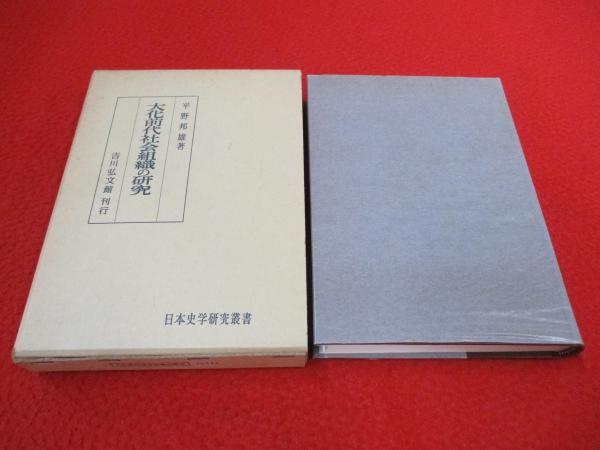 平野邦雄著
大化前代社会組織の研究
吉川弘文館 刊行
日本史学研究叢書